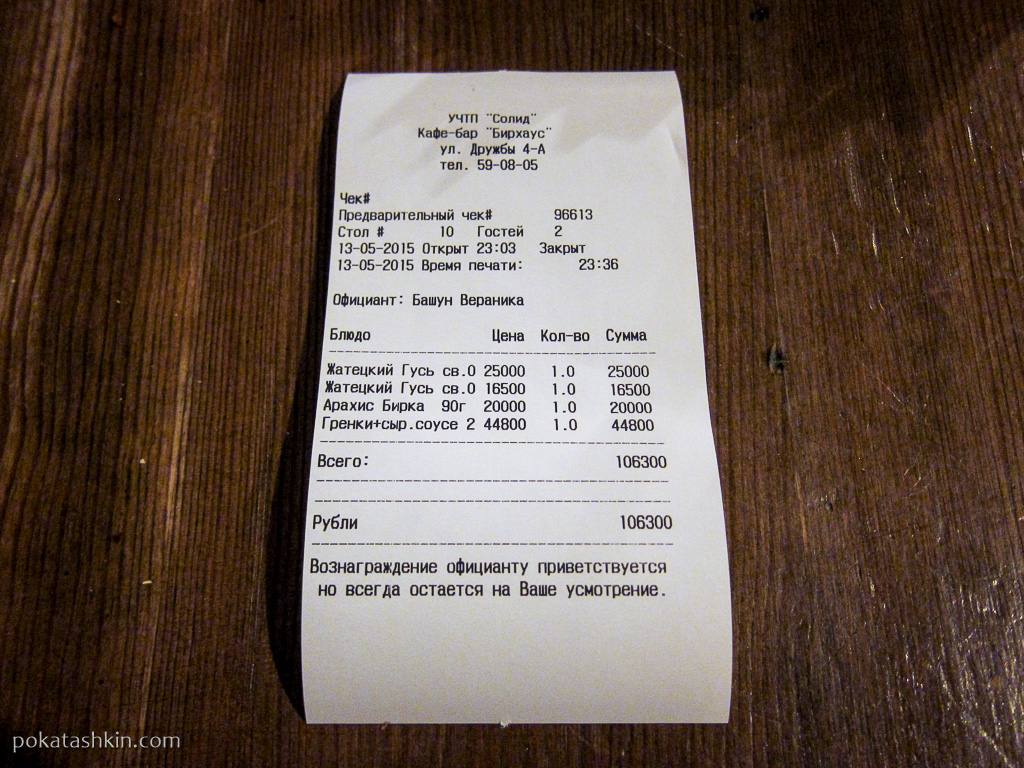 УЧТП "Солид"
Кафе-бар "Бирхаус"
ул. Дружбы 4-А
тел. 59-08-05
Чек#
Предварительный чек# 96613
Стол # 10 Гостей 2
13-05-2015 Открыт 23:03 Закрыт
13-05-2015 Время печати: 23:36
Официант: Башун Вераника
Блюдо Цена Кол-во Сумма
Жатецкий Гусь св.0 25000 1.0 25000
Жатецкий Гусь св.0 16500 1.0 16500
Арахис Бирка 90г 20000 1.0 20000
Гренки+сыр.соусе 2 44800 1.0 44800
Всего: 106300
Рубли 106300
Вознаграждение официанту приветствуется
но всегда остается на Ваше усмотрение.
pokatashkin.com